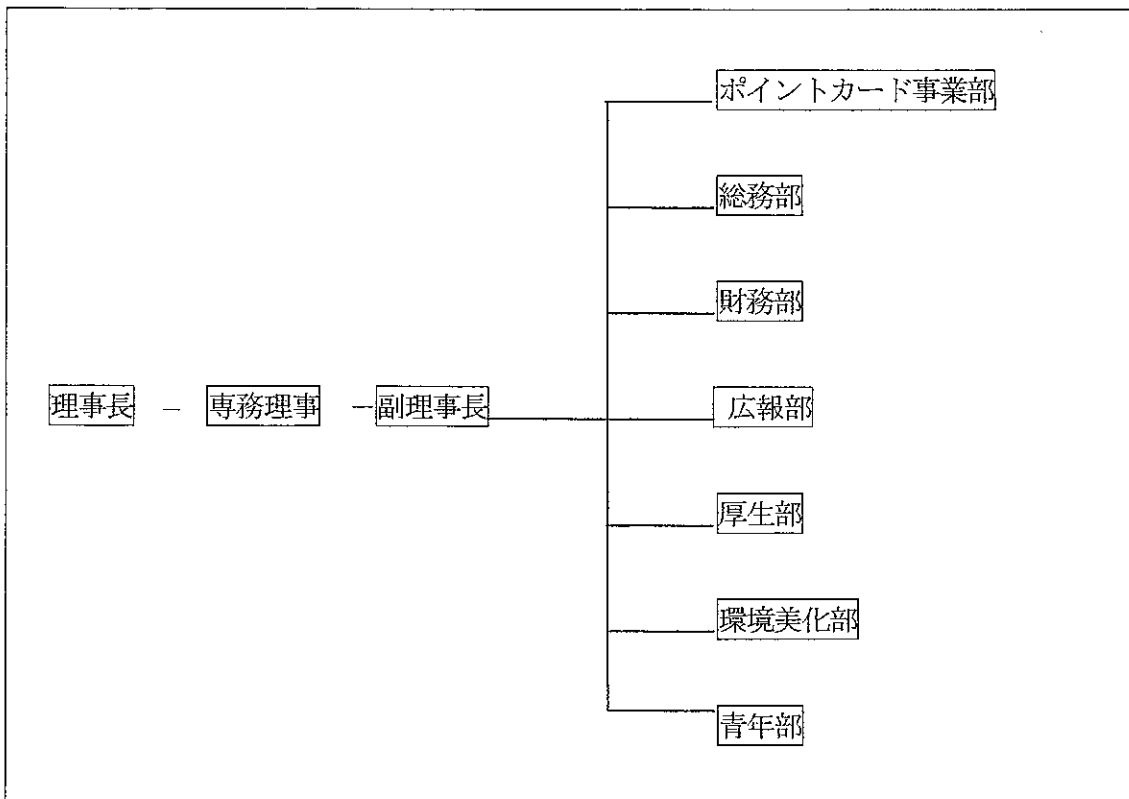 ポイントカード事業部
総務部
財務部
理事長 － 専務理事 －副理事長
広報部
厚生部
環境美化部
青年部